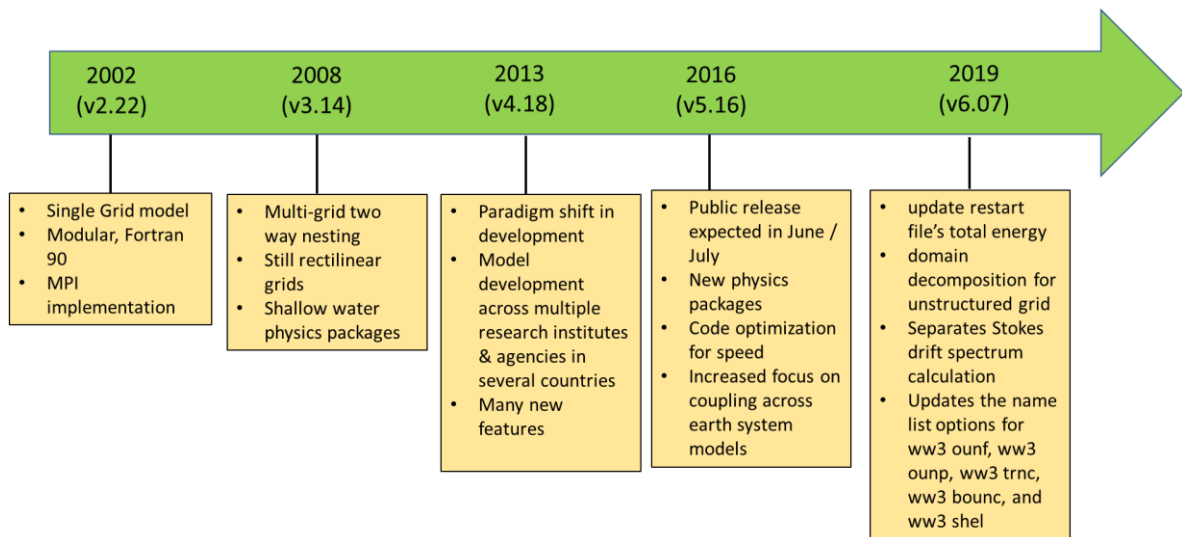 2002
(v2.22)
2008
(v3.14)
2013
(v4.18)
2016
(v5.16)
2019
(v6.07)
• Single Grid model
• Modular, Fortran
90
• MPI
implementation
• Multi-grid two
way nesting
• Still rectilinear
grids
• Shallow water
physics packages
• Paradigm shift in
development
• Model
development
across multiple
research institutes
& agencies in
several countries
• Many new
features
• Public release
expected in June /
July
• New physics
packages
• Code optimization
for speed
• Increased focus on
coupling across
earth system
models
• update restart
file's total energy
• domain
decomposition for
unstructured grid
• Separates Stokes
drift spectrum
calculation
• Updates the name
list options for
ww3 ounf, ww3
ounp, ww3 trnc,
ww3 bounc, and
ww3 shel